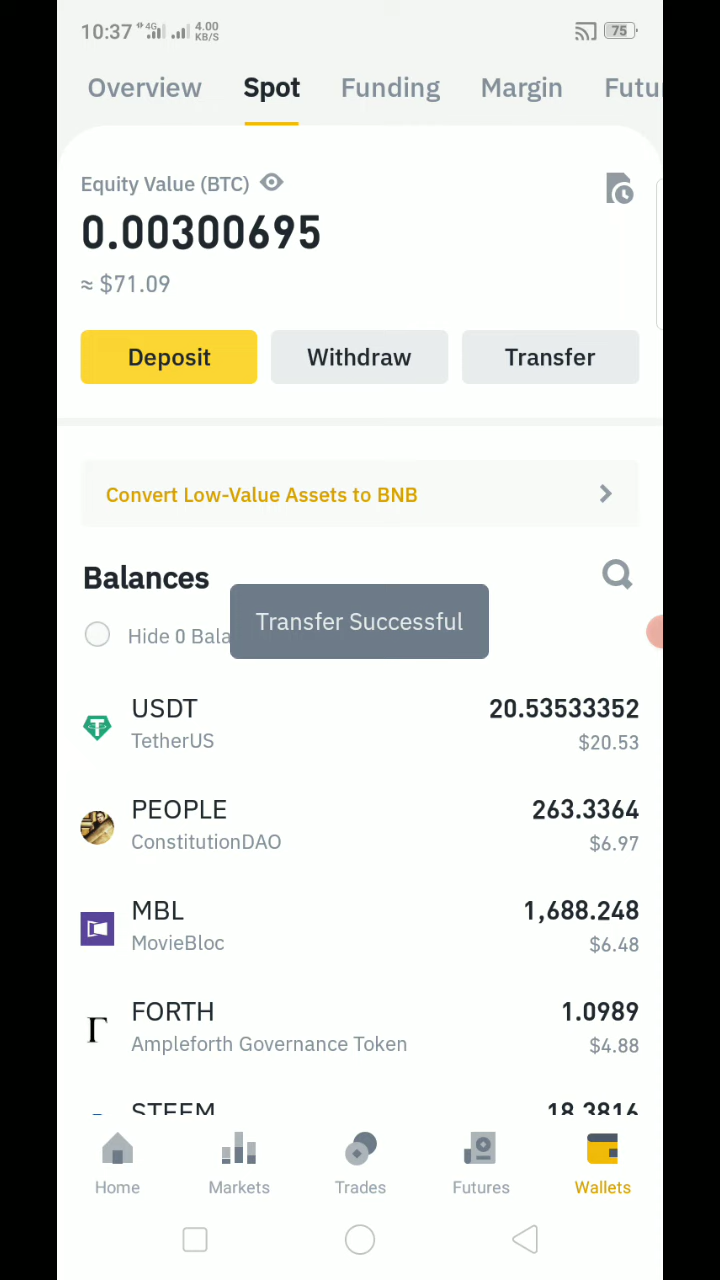 10:37 4G 4.00 KB/S 75
Overview Spot Funding Margin Futu
Equity Value (BTC)
0.00300695
≈ $71.09
Deposit Withdraw Transfer
Convert Low-Value Assets to BNB
Balances
Hide 0 Bala
Transfer Successful
USDT 20.53533352
TetherUS $20.53
PEOPLE 263.3364
ConstitutionDAO $6.97
MBL 1,688.248
MovieBloc $6.48
FORTH 1.0989
Ampleforth Governance Token $4.88
STEEM 18.3816
Home Markets Trades Futures Wallets